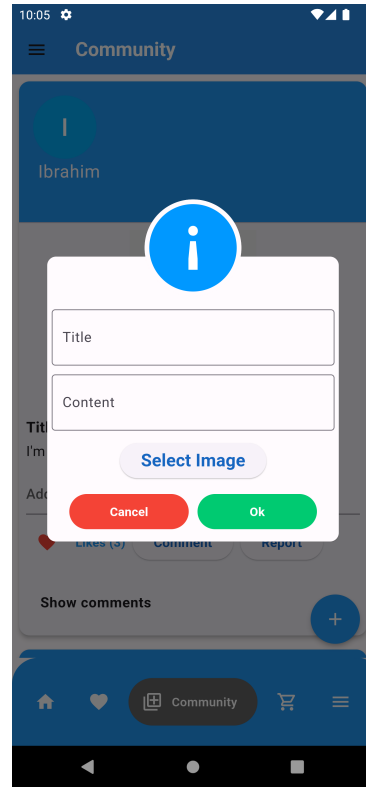 10:05
Community
I
Ibrahim
Title
Content
Select Image
Cancel
Ok
I'm
Likes (3)
Comment
Report
Show comments
+
Community